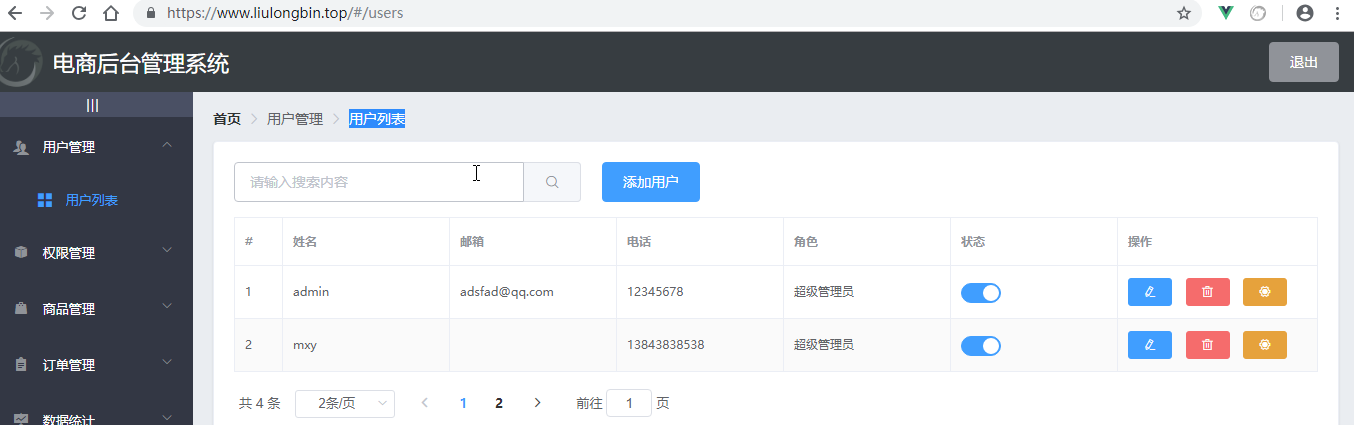 https://www.liulongbin.top/#/users
电商后台管理系统
退出
|||
首页 > 用户管理 > 用户列表
用户管理
用户列表
权限管理
商品管理
订单管理
数据统计
请输入搜索内容
添加用户
# 姓名 邮箱 电话 角色 状态 操作
1 admin adsfad@qq.com 12345678 超级管理员
2 mxy 13843838538 超级管理员
共 4 条 2条/页 < 1 2 > 前往 1 页